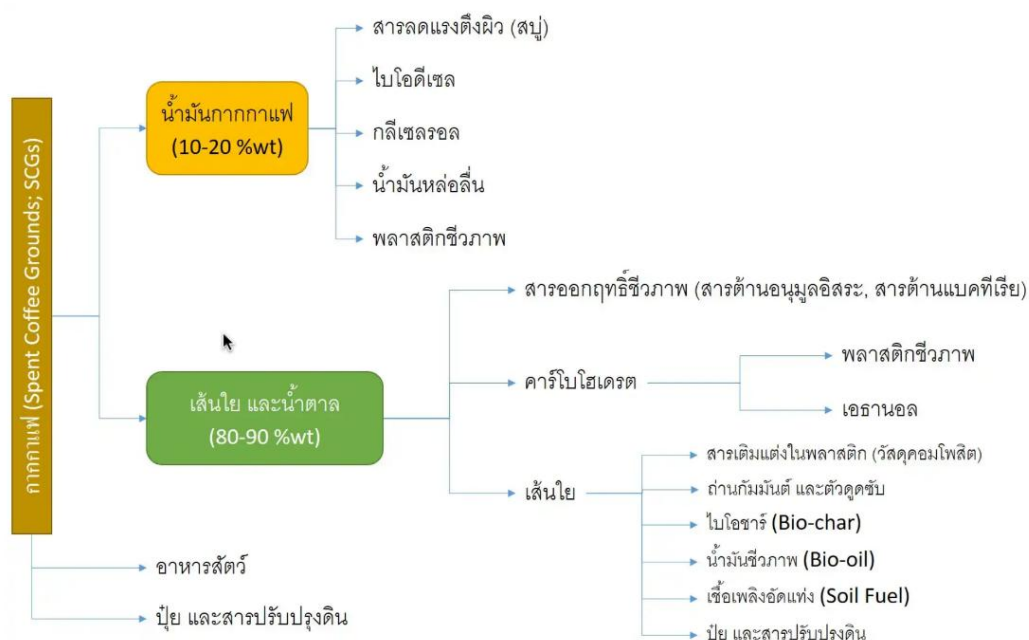 กากกาแฟ (Spent Coffee Grounds; SCGs)
น้ำมันกากกาแฟ
(10-20 %wt)
สารลดแรงตึงผิว (สบู่)
ไบโอดีเซล
กลีเซลรอล
น้ำมันหล่อลื่น
พลาสติกชีวภาพ
เส้นใย และน้ำตาล
(80-90 %wt)
สารออกฤทธิ์ชีวภาพ (สารต้านอนุมูลอิสระ, สารต้านแบคทีเรีย)
คาร์โบโฮเดรต
พลาสติกชีวภาพ
เอธานอล
เส้นใย
สารเติมแต่งในพลาสติก (วัสดุคอมโพสิต)
ถ่านกัมมันต์ และตัวดูดซับ
ไบโอชาร์ (Bio-char)
น้ำมันชีวภาพ (Bio-oil)
เชื้อเพลิงอัดแท่ง (Soil Fuel)
ปุ๋ย และสารปรับปรุงดิน
อาหารสัตว์
ปุ๋ย และสารปรับปรุงดิน